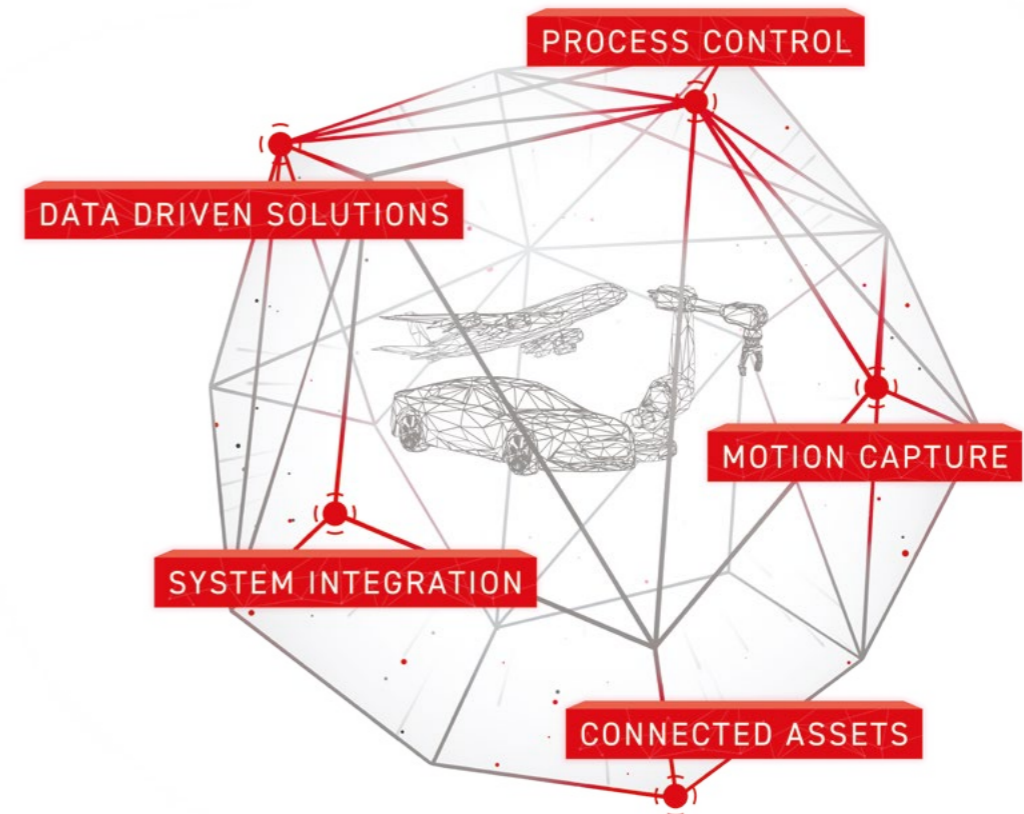 PROCESS CONTROL
DATA DRIVEN SOLUTIONS
MOTION CAPTURE
SYSTEM INTEGRATION
CONNECTED ASSETS